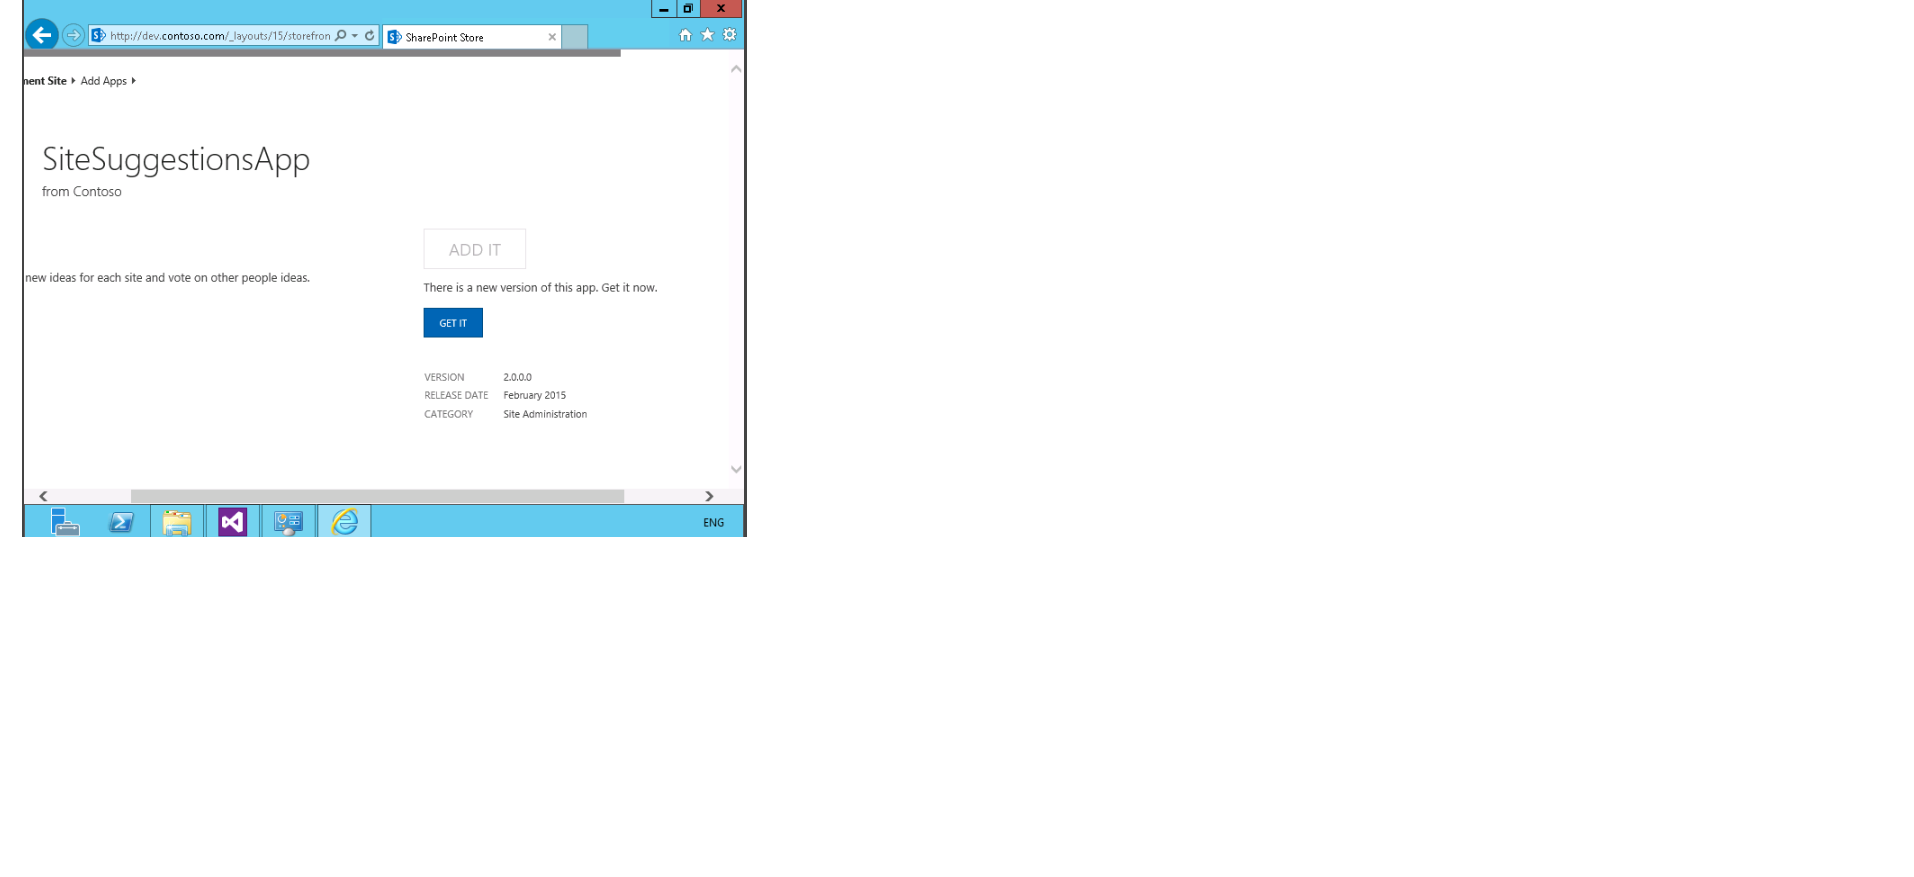 http://dev.contoso.com/_layouts/15/storefron
SharePoint Store
ment Site ▸ Add Apps ▸
SiteSuggestionsApp
from Contoso
ADD IT
new ideas for each site and vote on other people ideas.
There is a new version of this app. Get it now.
GET IT
VERSION 2.0.0.0
RELEASE DATE February 2015
CATEGORY Site Administration
ENG